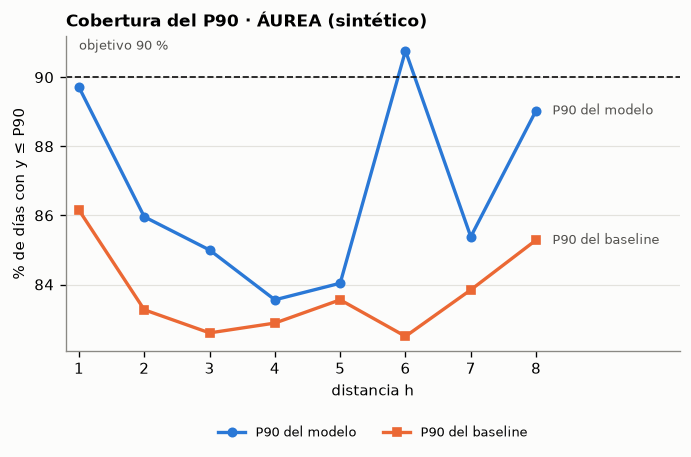 Cobertura del P90 · ÁUREA (sintético)
objetivo 90 %
90
88
86
84
% de días con y ≤ P90
P90 del modelo
P90 del baseline
1 2 3 4 5 6 7 8
distancia h
P90 del modelo P90 del baseline